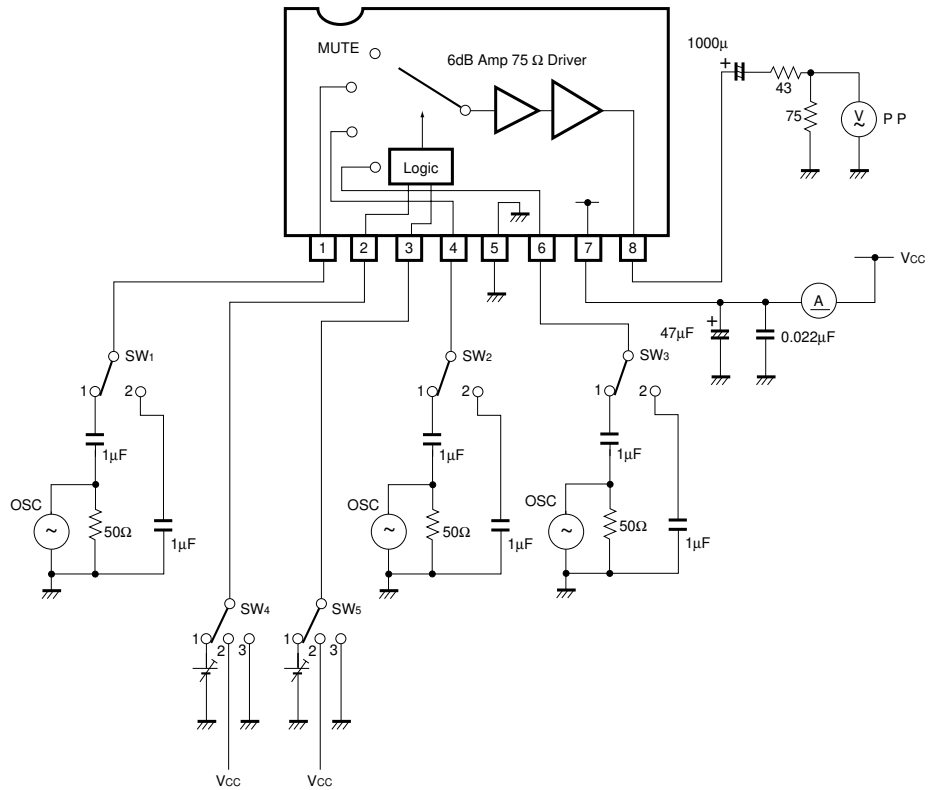 1000μ
+
MUTE
6dB Amp 75 Ω Driver
43
75
V
~
P P
Logic
1 2 3 4 5 6 7 8
VCC
A
+
47μF
0.022μF
SW1
SW2
SW3
1 2
1 2
1 2
1μF
1μF
1μF
OSC
~
50Ω
1μF
OSC
~
50Ω
1μF
OSC
~
50Ω
1μF
SW4
SW5
1 2 3
1 2 3
VCC
VCC